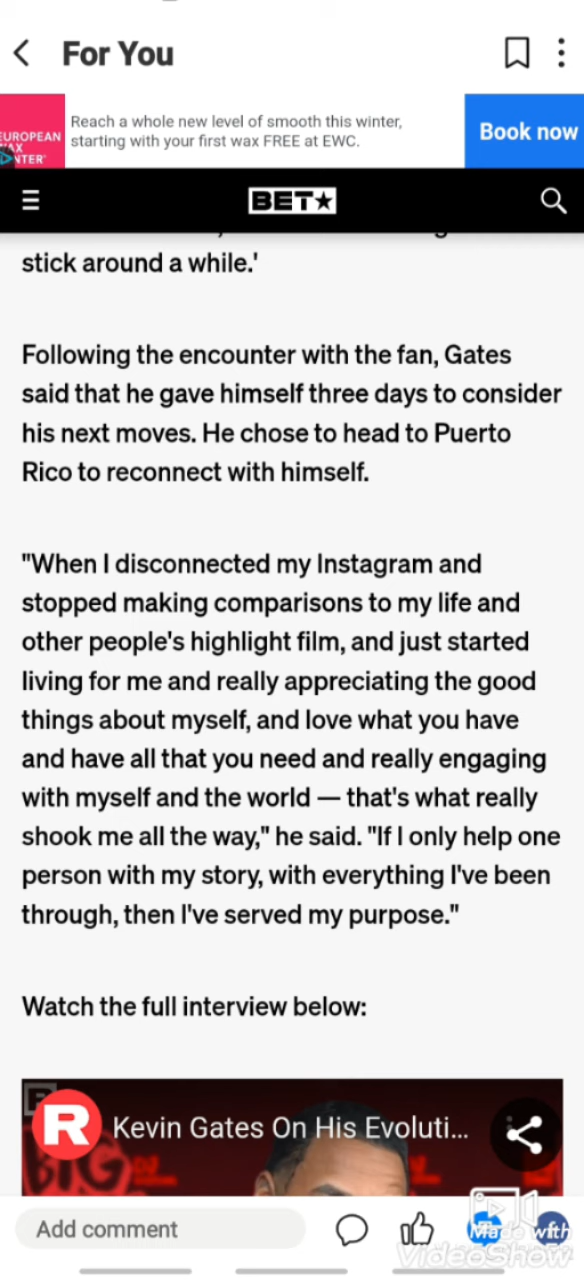 For You
EUROPEAN
WAX
CENTER
Reach a whole new level of smooth this winter,
starting with your first wax FREE at EWC.
Book now
BET★
stick around a while.'
Following the encounter with the fan, Gates
said that he gave himself three days to consider
his next moves. He chose to head to Puerto
Rico to reconnect with himself.
"When I disconnected my Instagram and
stopped making comparisons to my life and
other people's highlight film, and just started
living for me and really appreciating the good
things about myself, and love what you have
and have all that you need and really engaging
with myself and the world — that's what really
shook me all the way," he said. "If I only help one
person with my story, with everything I've been
through, then I've served my purpose."
Watch the full interview below:
R
Kevin Gates On His Evoluti...
BIG
Add comment
Made with
VideoShow